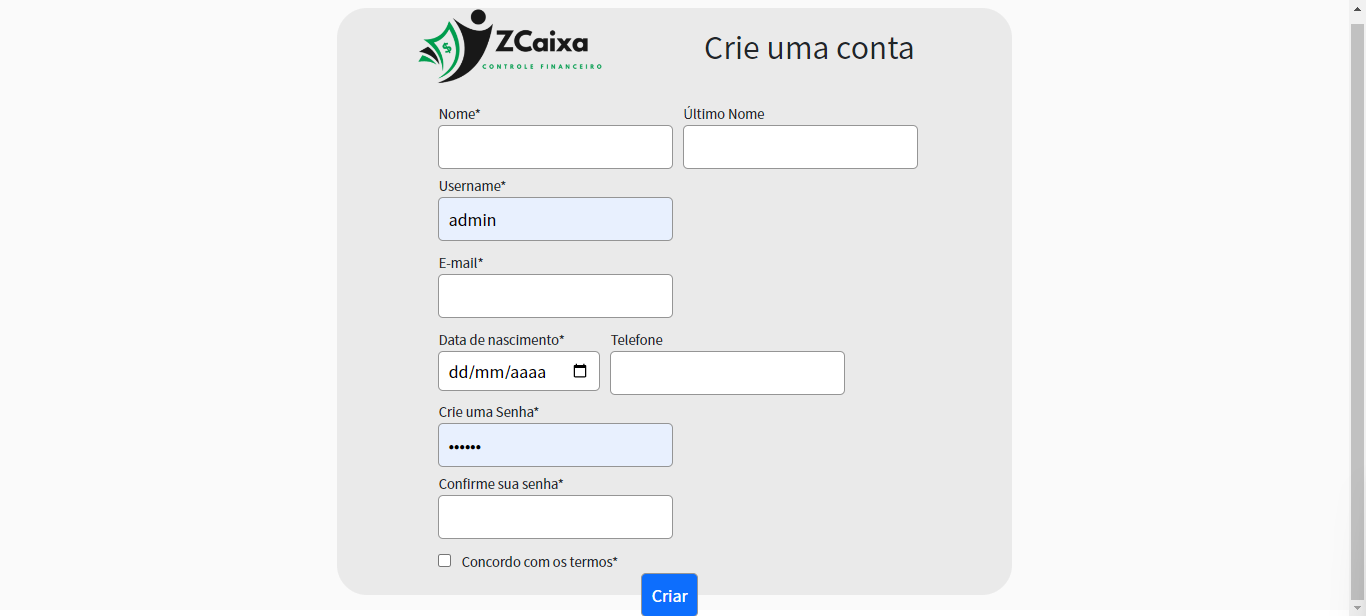 $
ZCaixa
CONTROLE FINANCEIRO
Crie uma conta
Nome*
Último Nome
Username*
admin
E-mail*
Data de nascimento*
Telefone
dd/mm/aaaa
Crie uma Senha*
••••••
Confirme sua senha*
Concordo com os termos*
Criar